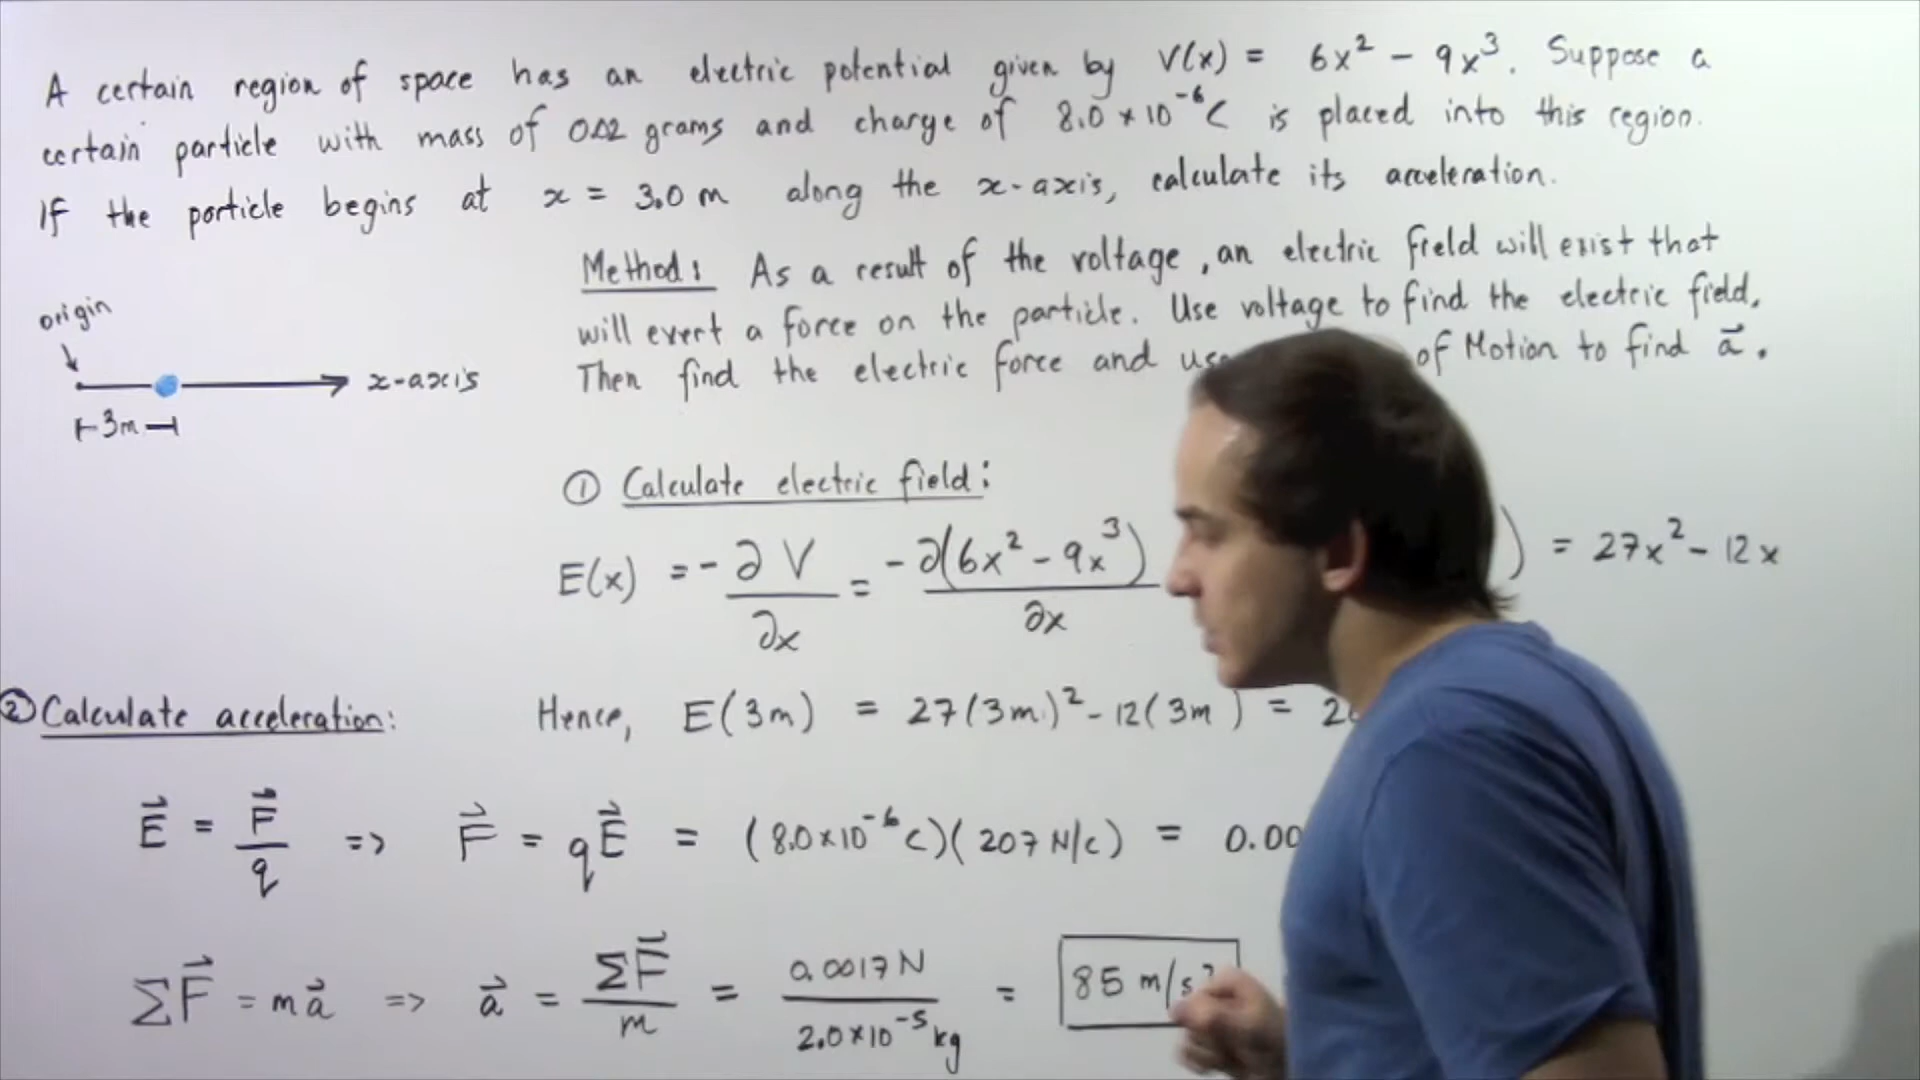 A certain region of space has an electric potential given by V(x) = 6x² - 9x³. Suppose a
certain particle with mass of 0.02 grams and charge of 8.0 × 10⁻⁶ C is placed into this region.
If the particle begins at x = 3.0 m along the x-axis, calculate its acceleration.
Method: As a result of the voltage, an electric field will exist that
will exert a force on the particle. Use voltage to find the electric field.
Then find the electric force and use of Motion to find a⃗.
origin
x-axis
3m
① Calculate electric field:
E(x) = -∂V/∂x = -∂(6x² - 9x³)/∂x ) = 27x² - 12x
② Calculate acceleration:
Hence, E(3m) = 27(3m)² - 12(3m) =
E⃗ = F⃗/q => F⃗ = qE⃗ = (8.0×10⁻⁶ C)(207 N/C) = 0.00
ΣF⃗ = ma⃗ => a⃗ = ΣF⃗/m = 0.0017 N/2.0×10⁻⁵ kg = 85 m/s²